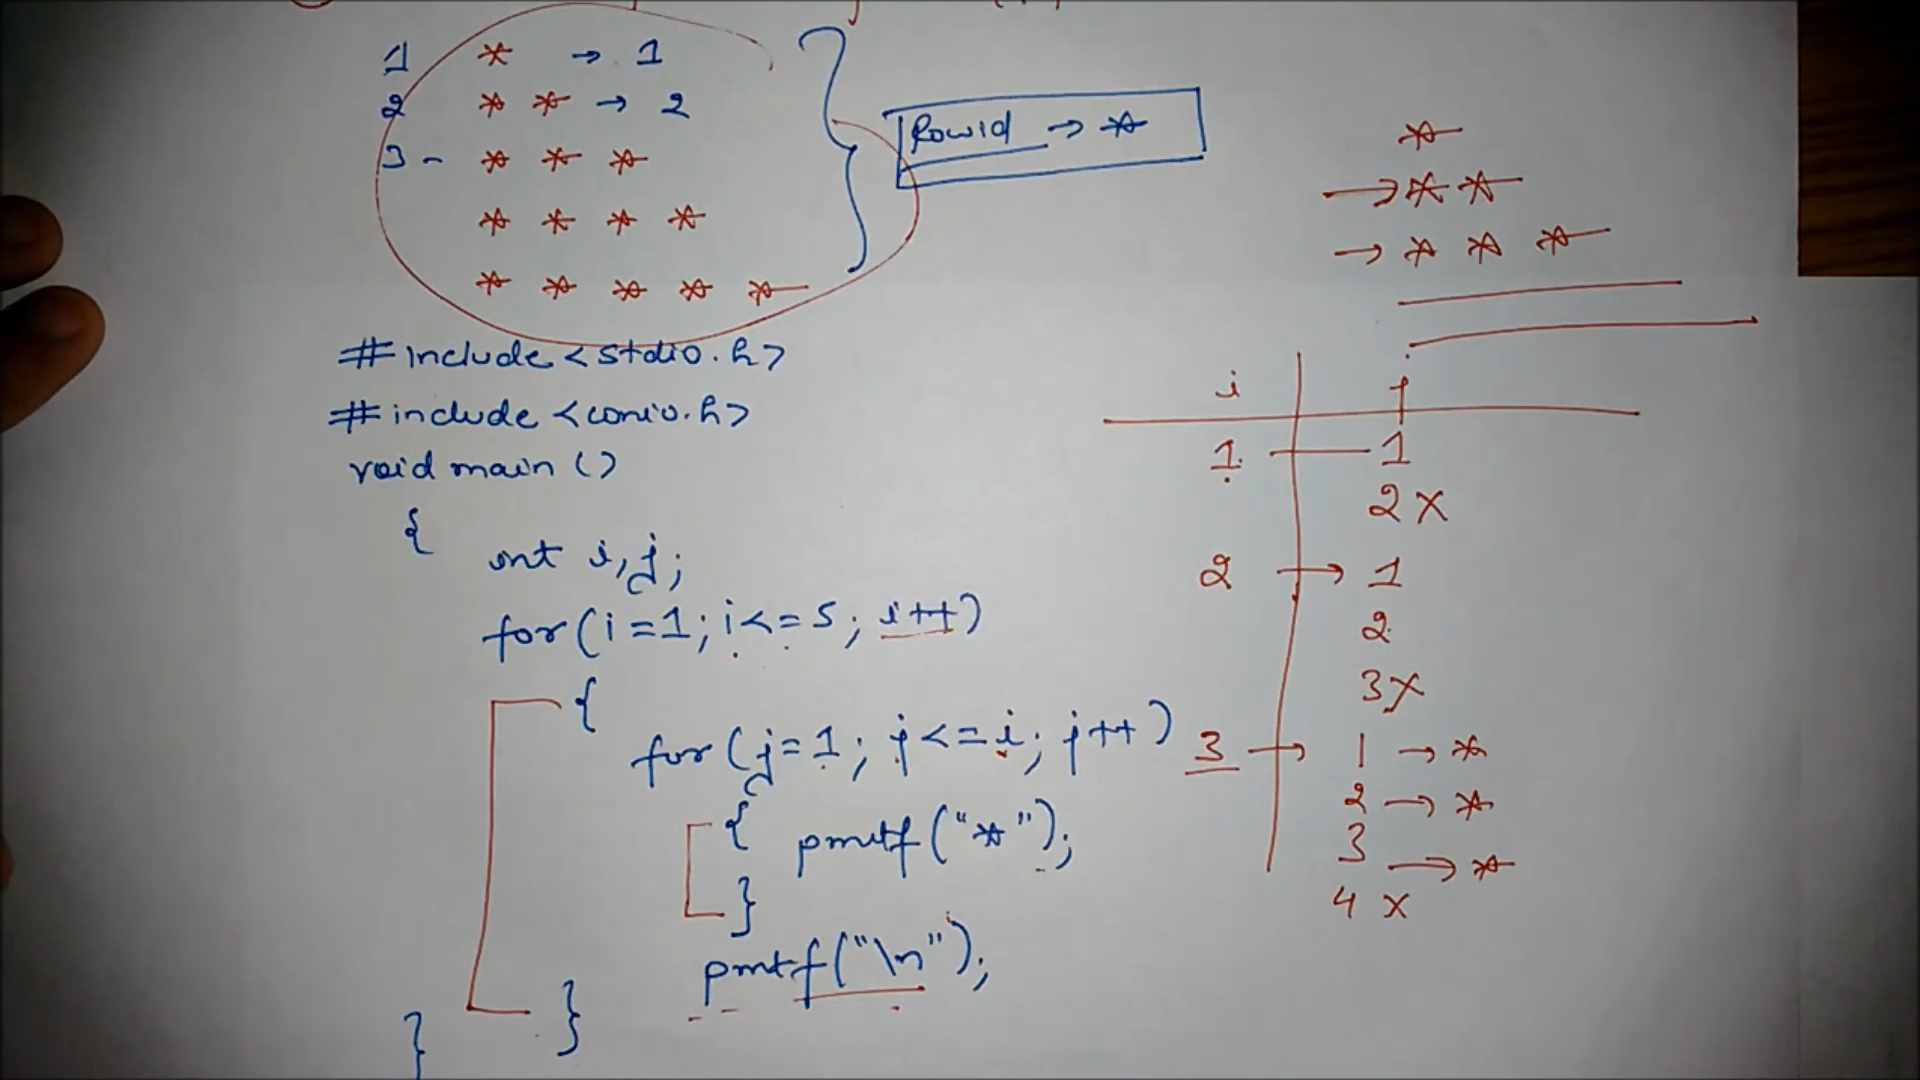 1 * → 1
2 * * → 2
3 - * * *
* * * *
* * * * *
Rowid → *
#include <stdio.h>
#include <conio.h>
void main ()
{
int i,j;
for(i=1; i<=5; i++)
{
for(j=1; j<=i; j++)
{ printf("*");
}
printf("\n");
}
}
*
→ * *
→ * * *
i j
1 — 1
2 x
2 → 1
2
3 x
3 → 1 → *
2 → *
3 → *
4 x